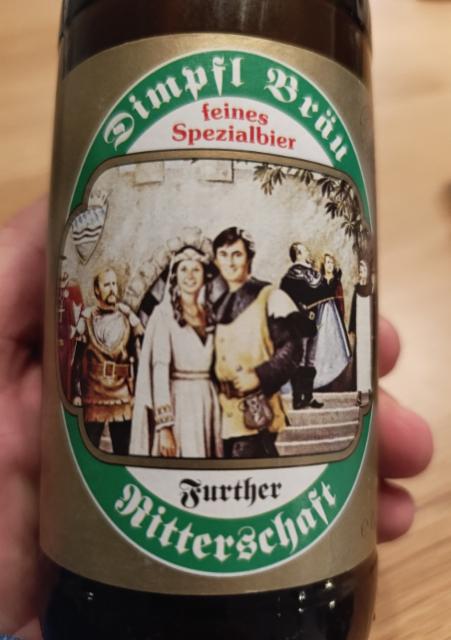 Dimpfl Bräu
feines
Spezialbier
Further
Ritterschaft